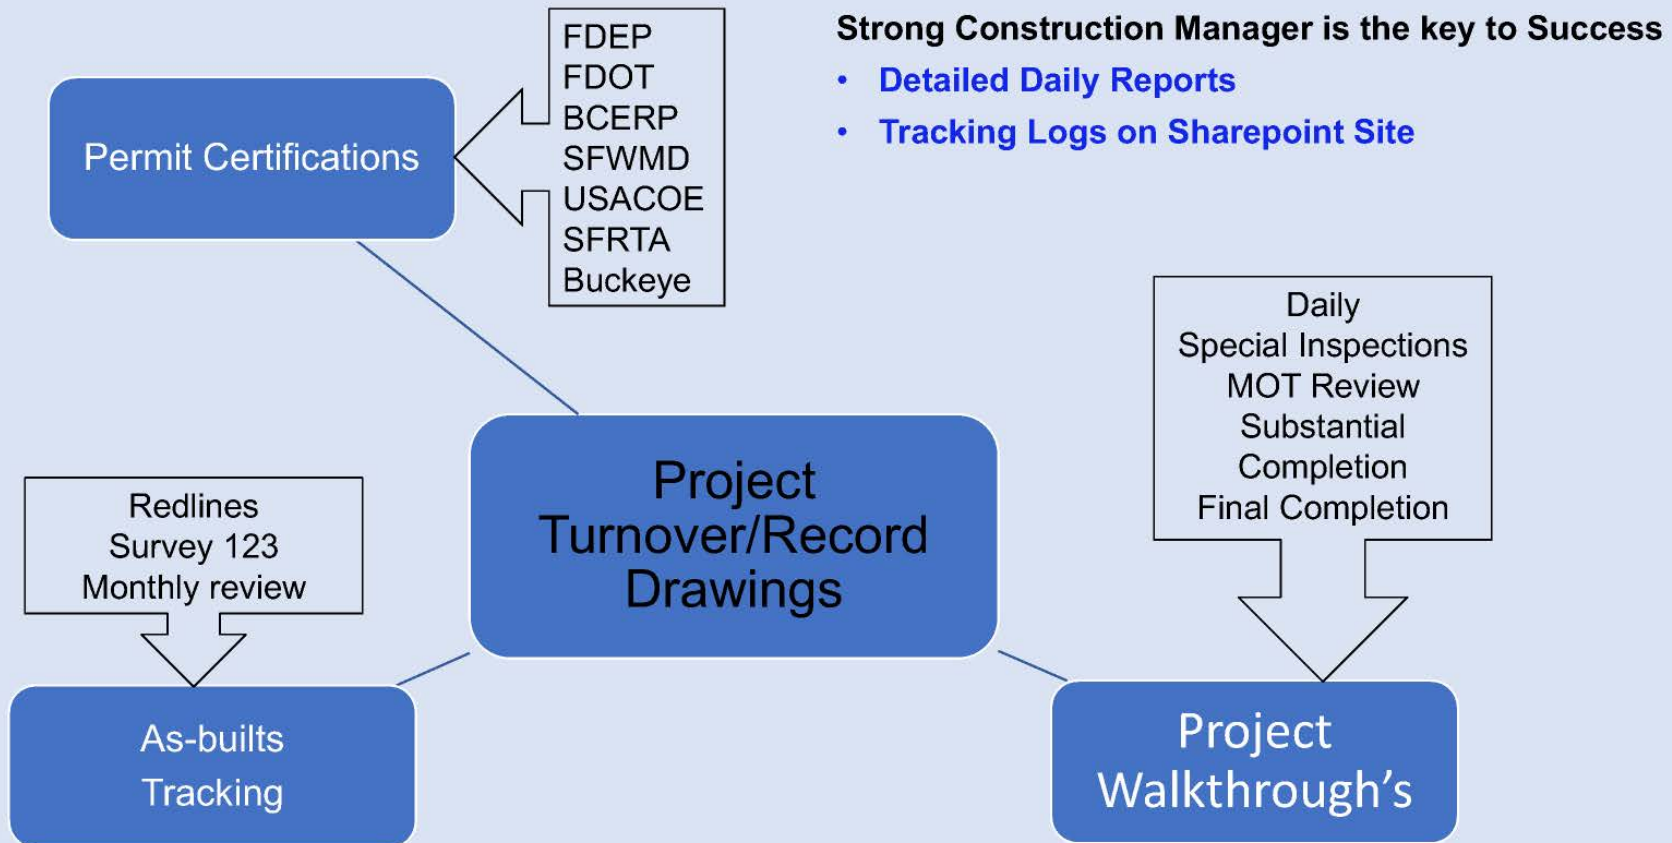 Strong Construction Manager is the key to Success
• Detailed Daily Reports
• Tracking Logs on Sharepoint Site
FDEP
FDOT
BCERP
SFWMD
USACOE
SFRTA
Buckeye
Permit Certifications
Daily
Special Inspections
MOT Review
Substantial
Completion
Final Completion
Project
Turnover/Record
Drawings
Redlines
Survey 123
Monthly review
As-builts
Tracking
Project
Walkthrough's